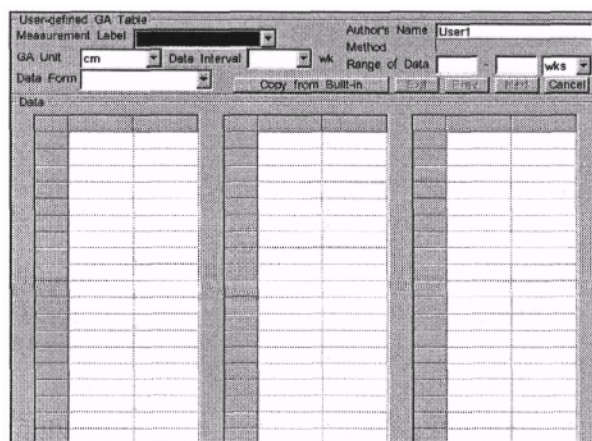 User-defined GA Table
Measurement Label
Author's Name User1
Method
GA Unit cm Data Interval wk
Range of Data - wks
Data Form
Copy from Built-in Exit Prev Next Cancel
Data